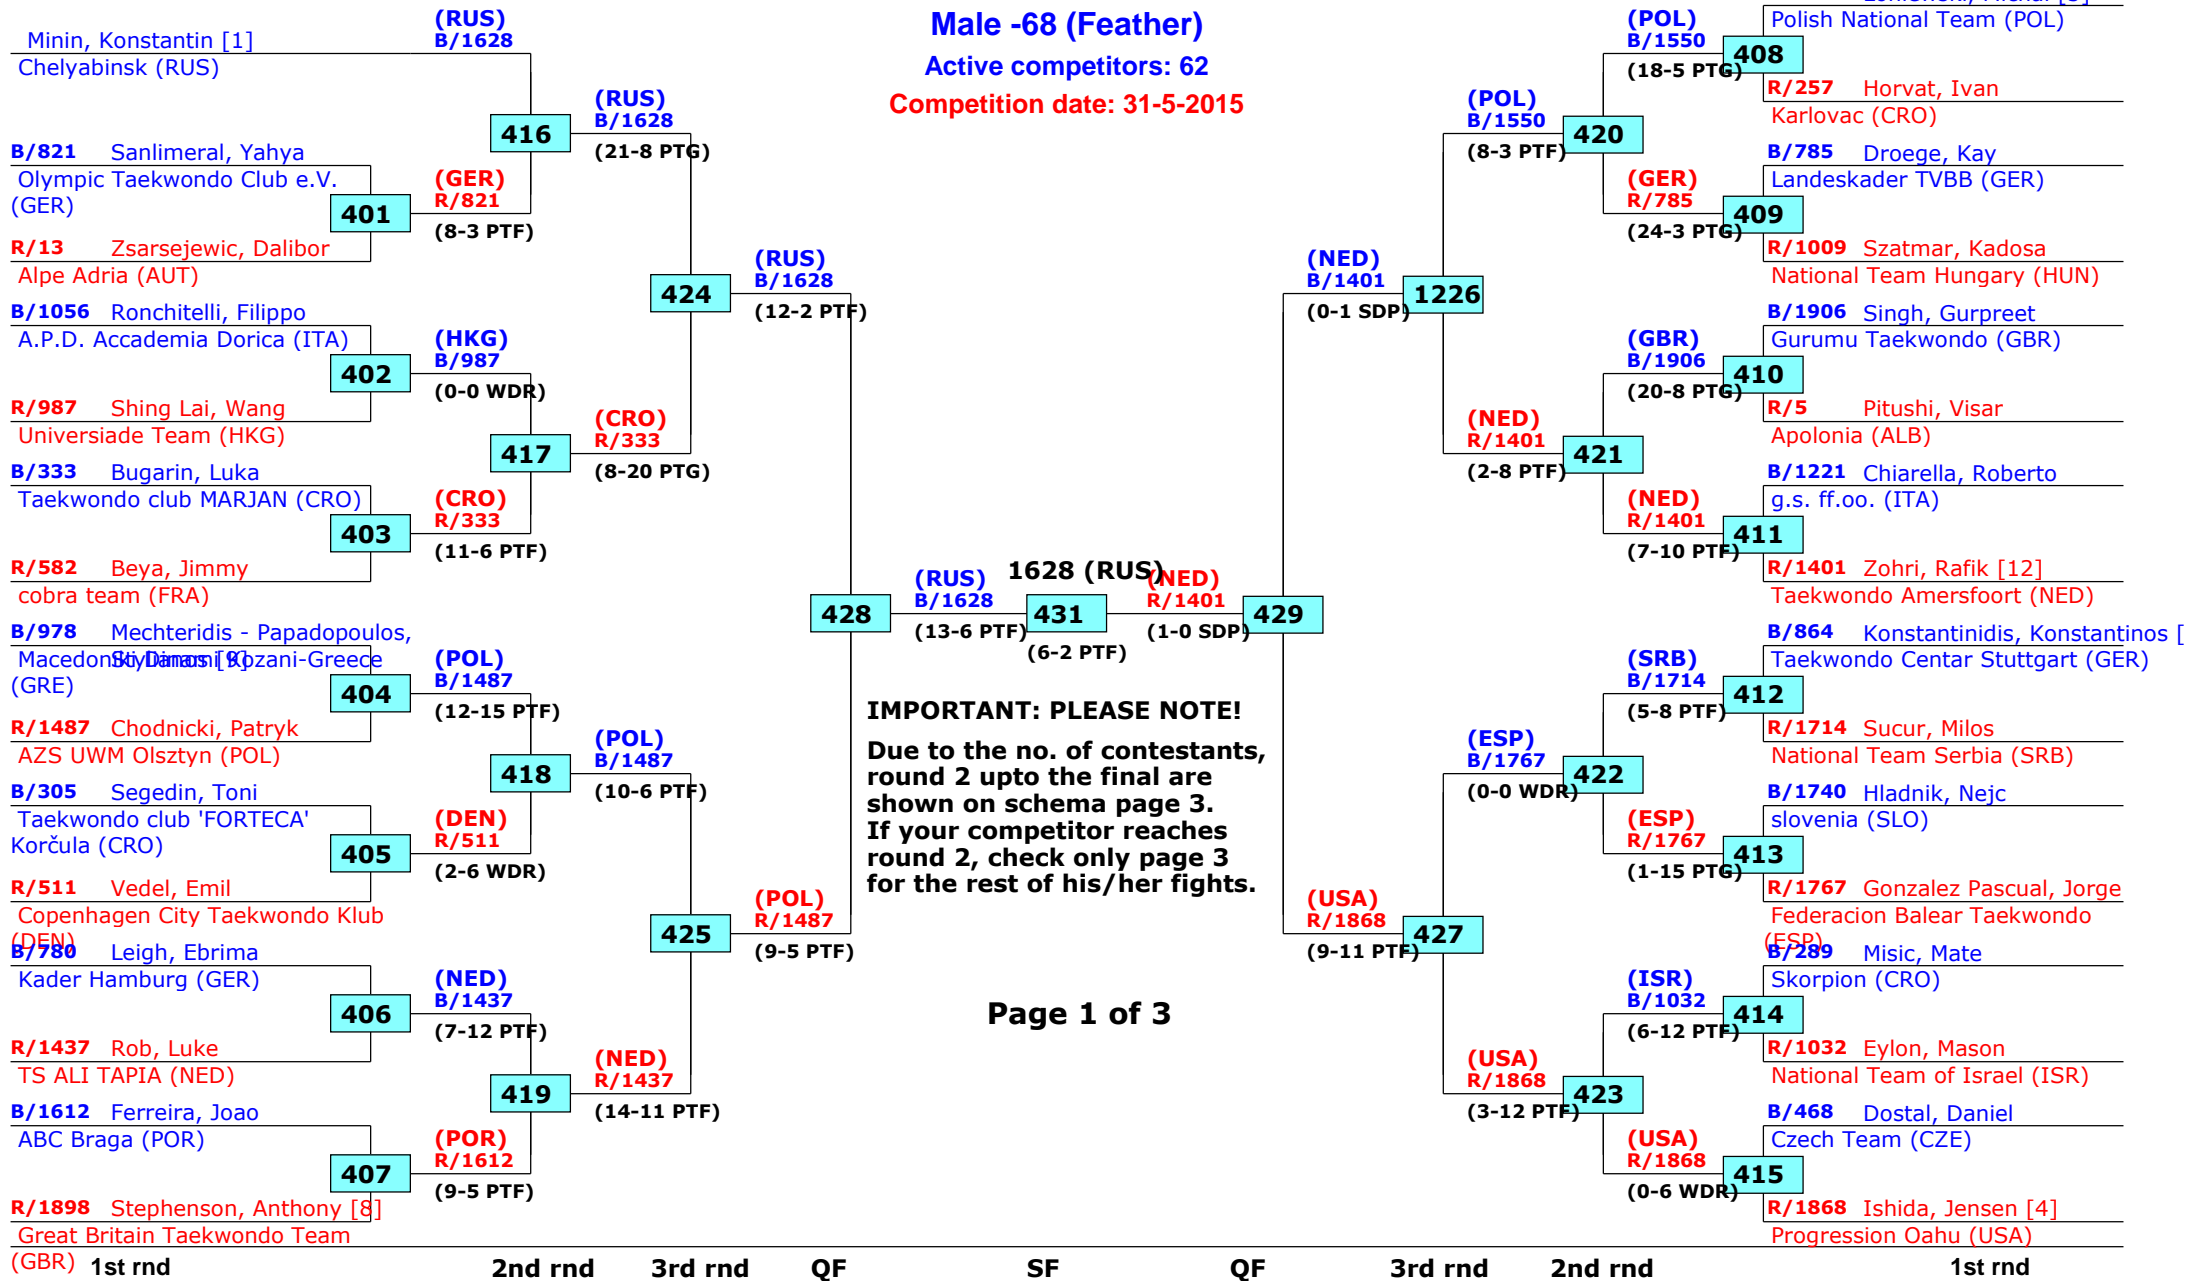 Male -68 (Feather)
Active competitors: 62
Competition date: 31-5-2015
Minin, Konstantin [1]
Chelyabinsk (RUS)
B/821 Sanlimeral, Yahya
Olympic Taekwondo Club e.V.
(GER)
401
R/13 Zsarsejewic, Dalibor
Alpe Adria (AUT)
B/1056 Ronchitelli, Filippo
A.P.D. Accademia Dorica (ITA)
402
R/987 Shing Lai, Wang
Universiade Team (HKG)
B/333 Bugarin, Luka
Taekwondo club MARJAN (CRO)
403
R/582 Beya, Jimmy
cobra team (FRA)
B/978 Mechteridis - Papadopoulos,
(GRE)
404
R/1487 Chodnicki, Patryk
AZS UWM Olsztyn (POL)
B/305 Segedin, Toni
Taekwondo club 'FORTECA'
Korčula (CRO)
405
R/511 Vedel, Emil
Copenhagen City Taekwondo Klub
(DEN)
B/780 Leigh, Ebrima
Kader Hamburg (GER)
406
R/1437 Rob, Luke
TS ALI TAPIA (NED)
B/1612 Ferreira, Joao
ABC Braga (POR)
407
R/1898 Stephenson, Anthony [8]
Great Britain Taekwondo Team
(GBR)
(RUS)
B/1628
416
(GER)
R/821
(8-3 PTF)
(HKG)
B/987
(0-0 WDR)
417
(CRO)
R/333
(11-6 PTF)
(POL)
B/1487
(12-15 PTF)
418
(DEN)
R/511
(2-6 WDR)
(NED)
B/1437
(7-12 PTF)
419
(POR)
R/1612
(9-5 PTF)
(RUS)
B/1628
(21-8 PTG)
424
(CRO)
R/333
(8-20 PTG)
(POL)
B/1487
(10-6 PTF)
425
(NED)
R/1437
(14-11 PTF)
(RUS)
B/1628
(12-2 PTF)
428
(POL)
R/1487
(9-5 PTF)
(RUS)
B/1628
(13-6 PTF)
1628 (RUS)
431
(6-2 PTF)
(NED)
R/1401
(1-0 SDP)
429
IMPORTANT: PLEASE NOTE!
Due to the no. of contestants,
round 2 upto the final are
shown on schema page 3.
If your competitor reaches
round 2, check only page 3
for the rest of his/her fights.
Page 1 of 3
(NED)
B/1401
(0-1 SDP)
1226
(USA)
R/1868
(9-11 PTF)
427
(POL)
B/1550
(8-3 PTF)
420
(NED)
R/1401
(2-8 PTF)
421
(ESP)
B/1767
(0-0 WDR)
422
(USA)
R/1868
(3-12 PTF)
423
(POL)
B/1550
(18-5 PTG)
408
(GER)
R/785
(24-3 PTG)
409
(GBR)
B/1906
(20-8 PTG)
410
(NED)
R/1401
(7-10 PTF)
411
(SRB)
B/1714
(5-8 PTF)
412
(ESP)
R/1767
(1-15 PTG)
413
(ISR)
B/1032
(6-12 PTF)
414
(USA)
R/1868
(0-6 WDR)
415
Polish National Team (POL)
R/257 Horvat, Ivan
Karlovac (CRO)
B/785 Droege, Kay
Landeskader TVBB (GER)
R/1009 Szatmar, Kadosa
National Team Hungary (HUN)
B/1906 Singh, Gurpreet
Gurumu Taekwondo (GBR)
R/5 Pitushi, Visar
Apolonia (ALB)
B/1221 Chiarella, Roberto
g.s. ff.oo. (ITA)
R/1401 Zohri, Rafik [12]
Taekwondo Amersfoort (NED)
B/864 Konstantinidis, Konstantinos [
Taekwondo Centar Stuttgart (GER)
R/1714 Sucur, Milos
National Team Serbia (SRB)
B/1740 Hladnik, Nejc
slovenia (SLO)
R/1767 Gonzalez Pascual, Jorge
Federacion Balear Taekwondo
(ESP)
B/289 Misic, Mate
Skorpion (CRO)
R/1032 Eylon, Mason
National Team of Israel (ISR)
B/468 Dostal, Daniel
Czech Team (CZE)
R/1868 Ishida, Jensen [4]
Progression Oahu (USA)
1st rnd 2nd rnd 3rd rnd QF SF QF 3rd rnd 2nd rnd 1st rnd